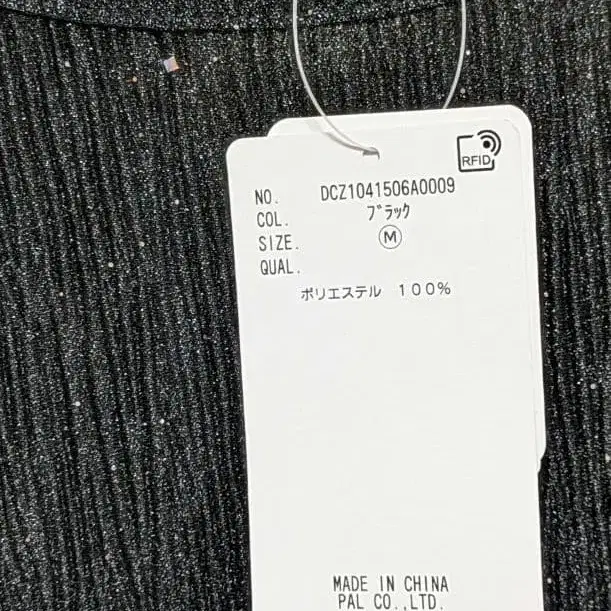 RFID
NO. DCZ1041506A0009
COL. ブラック
SIZE. M
QUAL.
ポリエステル 100%
MADE IN CHINA
PAL CO.,LTD.